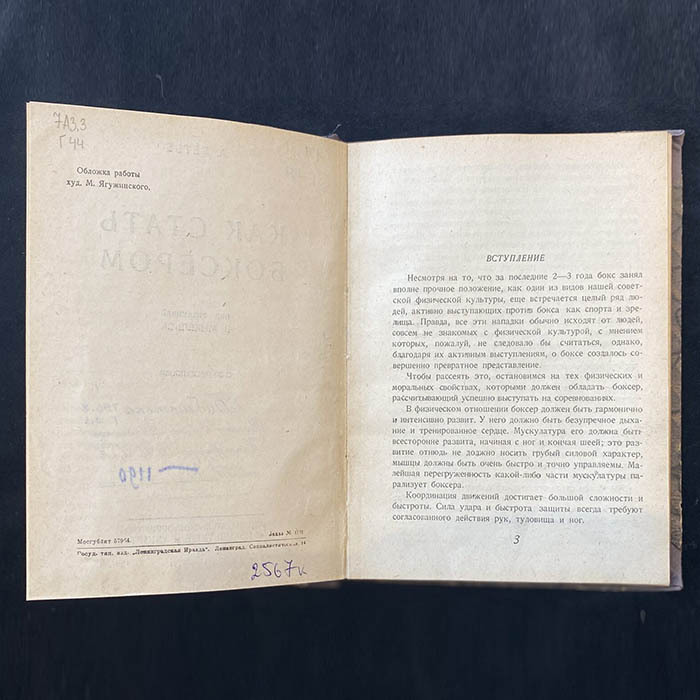 7А3.3
Г44
Обложка работы
худ. М. Ягужинского.
КАК СТАТЬ
БОКСЕРОМ
1190
Мосгублит
Заказ №
Госуд. тип. изд. „Ленинградская Правда“. Ленинград. Социалистическая, 14
2567к
ВСТУПЛЕНИЕ
Несмотря на то, что за последние 2—3 года бокс занял
вполне прочное положение, как один из видов нашей совет-
ской физической культуры, еще встречается целый ряд лю-
дей, активно выступающих против бокса как спорта и зре-
лища. Правда, все эти нападки обычно исходят от людей,
совсем не знакомых с физической культурой, с мнением
которых, пожалуй, не следовало бы считаться, однако,
благодаря их активным выступлениям, о боксе создалось со-
вершенно превратное представление.
Чтобы рассеять это, остановимся на тех физических и
моральных свойствах, которыми должен обладать боксер,
рассчитывающий успешно выступать на соревнованиях.
В физическом отношении боксер должен быть гармонично
и интенсивно развит. У него должно быть безупречное дыха-
ние и тренированное сердце. Мускулатура его должна быть
всесторонне развита, начиная с ног и кончая шеей; это раз-
витие отнюдь не должно носить грубый силовой характер,
мышцы должны быть очень быстро и точно управляемы. Ма-
лейшая перегруженность какой-либо части мускулатуры па-
рализует боксера.
Координация движений достигает большой сложности и
быстроты. Сила удара и быстрота защиты всегда требуют
согласованного действия рук, туловища и ног.
3